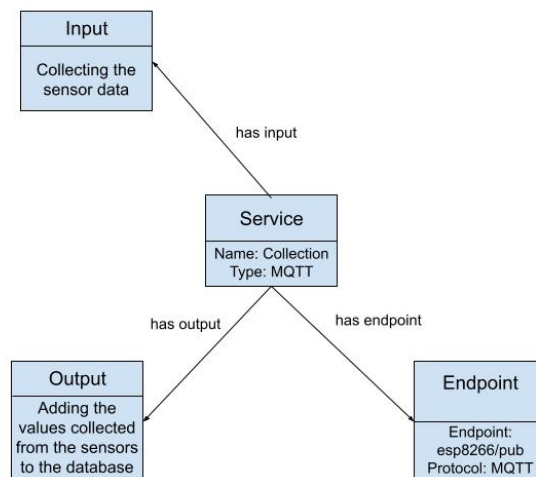 Input
Collecting the
sensor data
has input
Service
Name: Collection
Type: MQTT
has output
has endpoint
Output
Adding the
values collected
from the sensors
to the database
Endpoint
Endpoint:
esp8266/pub
Protocol: MQTT